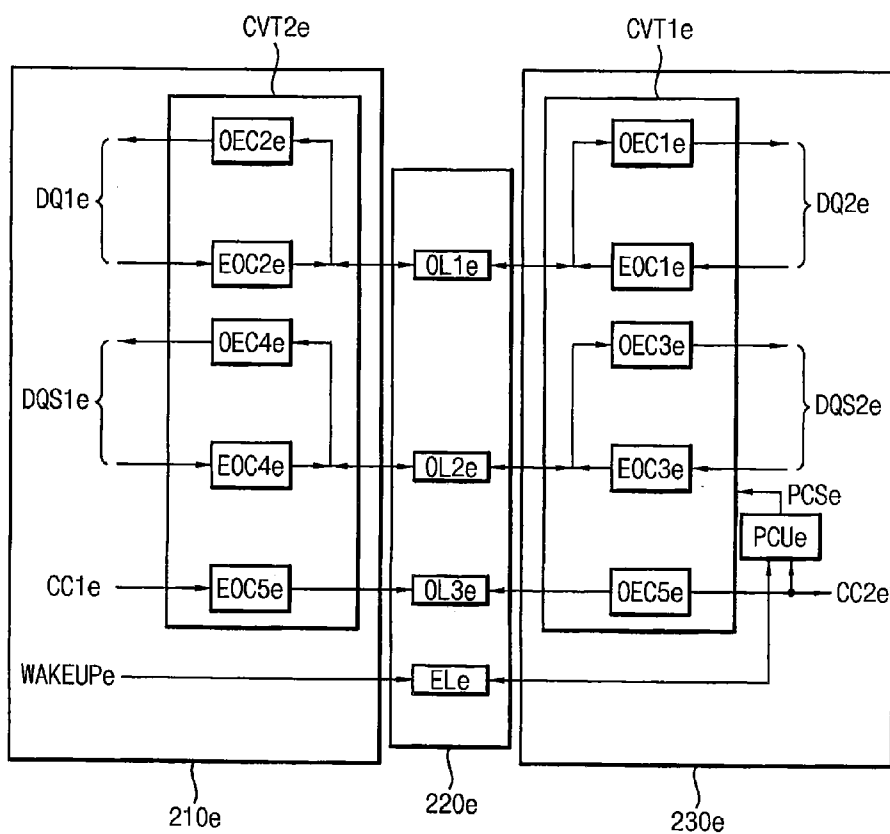 CVT2e
CVT1e
OEC2e
OEC1e
DQ1e
DQ2e
EOC2e
OL1e
EOC1e
OEC4e
OEC3e
DQS1e
DQS2e
EOC4e
OL2e
EOC3e
PCSe
PCUe
CC1e
EOC5e
OL3e
OEC5e
CC2e
WAKEUPe
ELe
210e
220e
230e